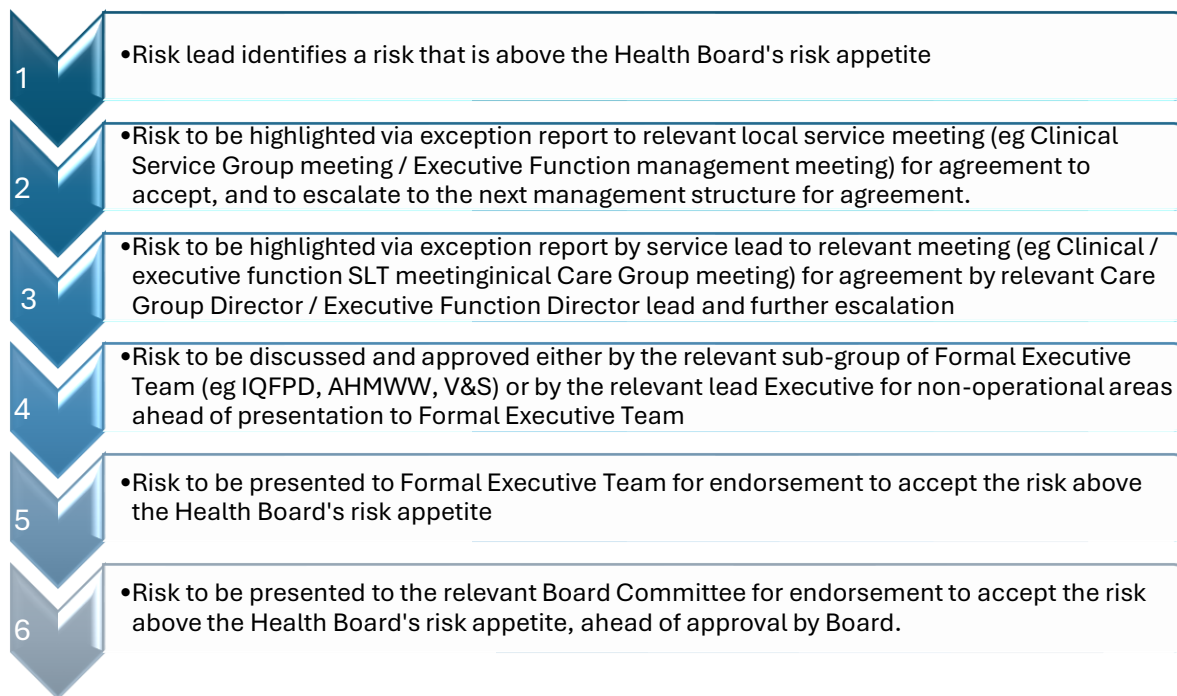 1
•Risk lead identifies a risk that is above the Health Board's risk appetite
2
•Risk to be highlighted via exception report to relevant local service meeting (eg Clinical
Service Group meeting / Executive Function management meeting) for agreement to
accept, and to escalate to the next management structure for agreement.
3
•Risk to be highlighted via exception report by service lead to relevant meeting (eg Clinical /
executive function SLT meetinginical Care Group meeting) for agreement by relevant Care
Group Director / Executive Function Director lead and further escalation
4
•Risk to be discussed and approved either by the relevant sub-group of Formal Executive
Team (eg IQFPD, AHMWW, V&S) or by the relevant lead Executive for non-operational areas
ahead of presentation to Formal Executive Team
5
•Risk to be presented to Formal Executive Team for endorsement to accept the risk above
the Health Board's risk appetite
6
•Risk to be presented to the relevant Board Committee for endorsement to accept the risk
above the Health Board's risk appetite, ahead of approval by Board.